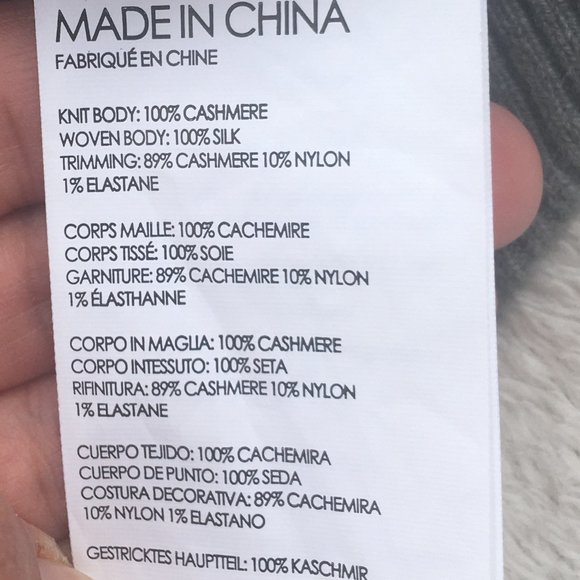 MADE IN CHINA
FABRIQUÉ EN CHINE
KNIT BODY: 100% CASHMERE
WOVEN BODY: 100% SILK
TRIMMING: 89% CASHMERE 10% NYLON
1% ELASTANE
CORPS MAILLE: 100% CACHEMIRE
CORPS TISSÉ: 100% SOIE
GARNITURE: 89% CACHEMIRE 10% NYLON
1% ÉLASTHANNE
CORPO IN MAGLIA: 100% CASHMERE
CORPO INTESSUTO: 100% SETA
RIFINITURA: 89% CASHMERE 10% NYLON
1% ELASTANE
CUERPO TEJIDO: 100% CACHEMIRA
CUERPO DE PUNTO: 100% SEDA
COSTURA DECORATIVA: 89% CACHEMIRA
10% NYLON 1% ELASTANO
GESTRICKTES HAUPTTEIL: 100% KASCHMIR